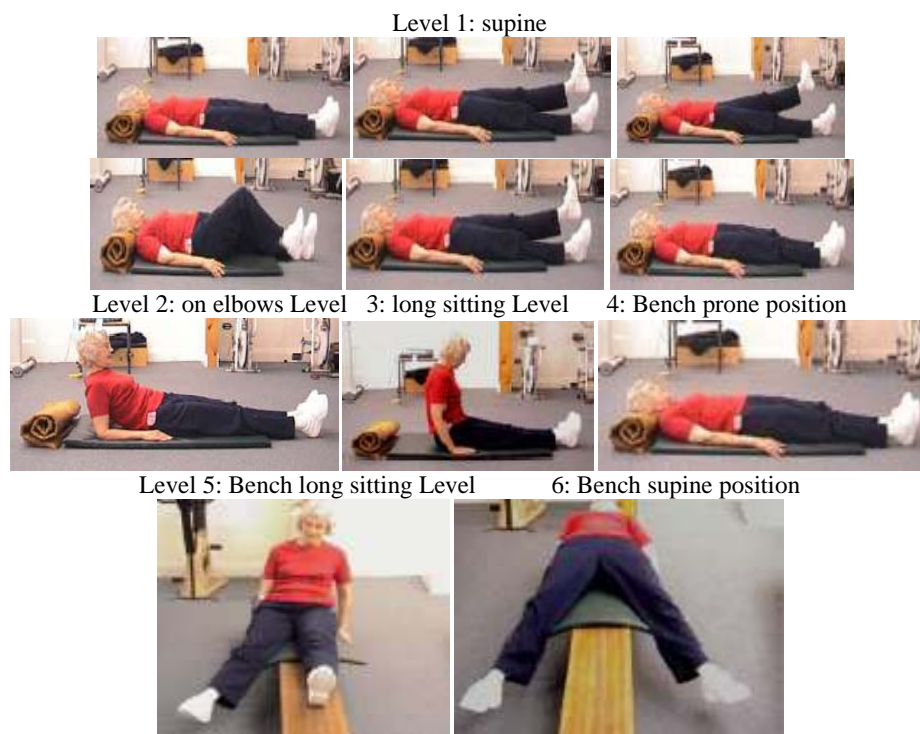 Level 1: supine
Level 2: on elbows Level 3: long sitting Level 4: Bench prone position
Level 5: Bench long sitting Level 6: Bench supine position